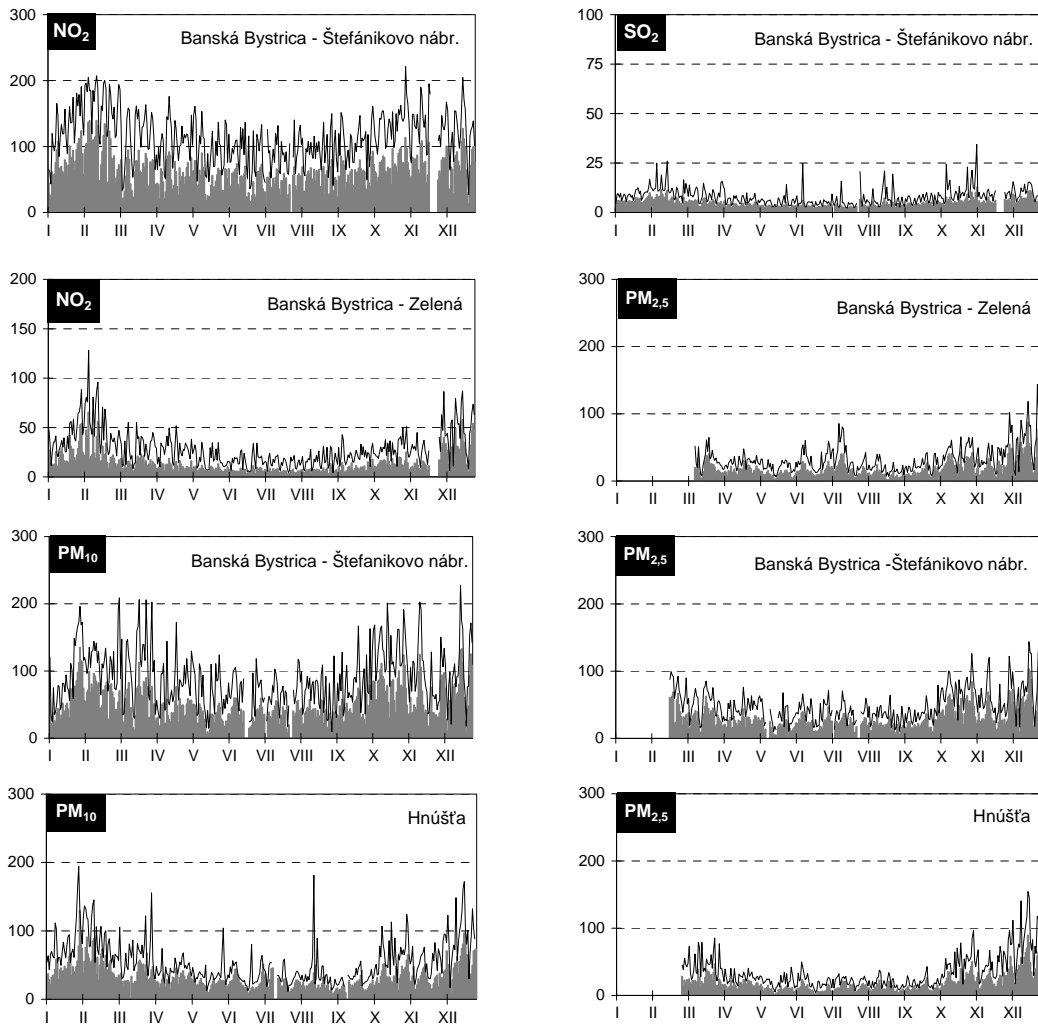 NO2
Banská Bystrica - Štefánikovo nábr.
300
200
100
0
I II III IV V VI VII VIII IX X XI XII
SO2
Banská Bystrica - Štefánikovo nábr.
100
75
50
25
0
I II III IV V VI VII VIII IX X XI XII
NO2
Banská Bystrica - Zelená
200
150
100
50
0
I II III IV V VI VII VIII IX X XI XII
PM2,5
Banská Bystrica - Zelená
300
200
100
0
I II III IV V VI VII VIII IX X XI XII
PM10
Banská Bystrica - Štefanikovo nábr.
300
200
100
0
I II III IV V VI VII VIII IX X XI XII
PM2,5
Banská Bystrica -Štefánikovo nábr.
300
200
100
0
I II III IV V VI VII VIII IX X XI XII
PM10
Hnúšťa
300
200
100
0
I II III IV V VI VII VIII IX X XI XII
PM2,5
Hnúšťa
300
200
100
0
I II III IV V VI VII VIII IX X XI XII